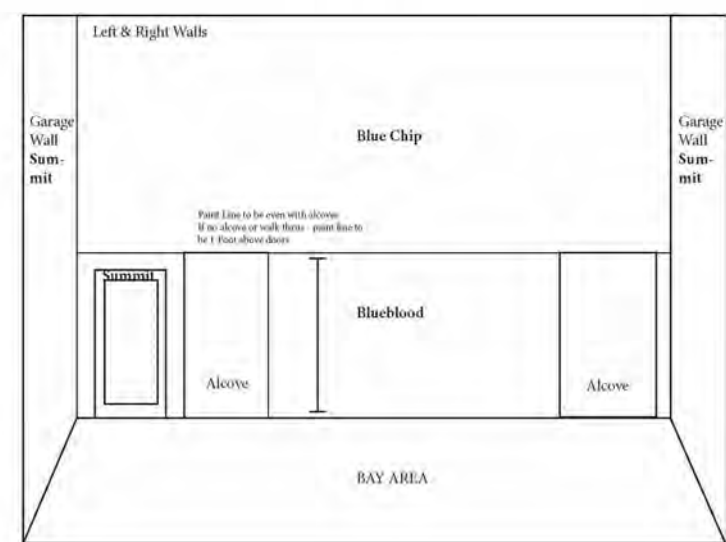 Left & Right Walls
Garage
Wall
Sum-
mit
Blue Chip
Garage
Wall
Sum-
mit
Paint Line to be even with alcoves
If no alcove or walk thrus - paint line to
be 1 Foot above doors
Summit
Blueblood
Alcove
Alcove
BAY AREA